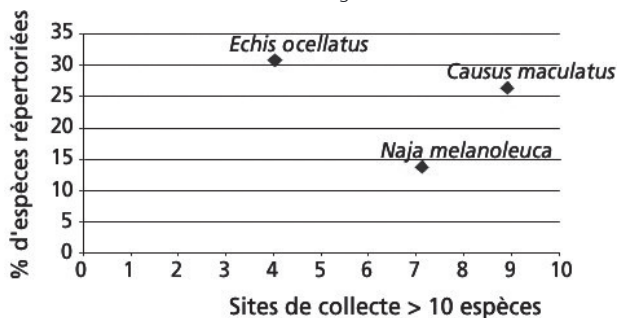 % d'espèces répertoriées
35
30
25
20
15
10
5
0
Echis ocellatus
Causus maculatus
Naja melanoleuca
0 1 2 3 4 5 6 7 8 9 10
Sites de collecte > 10 espèces